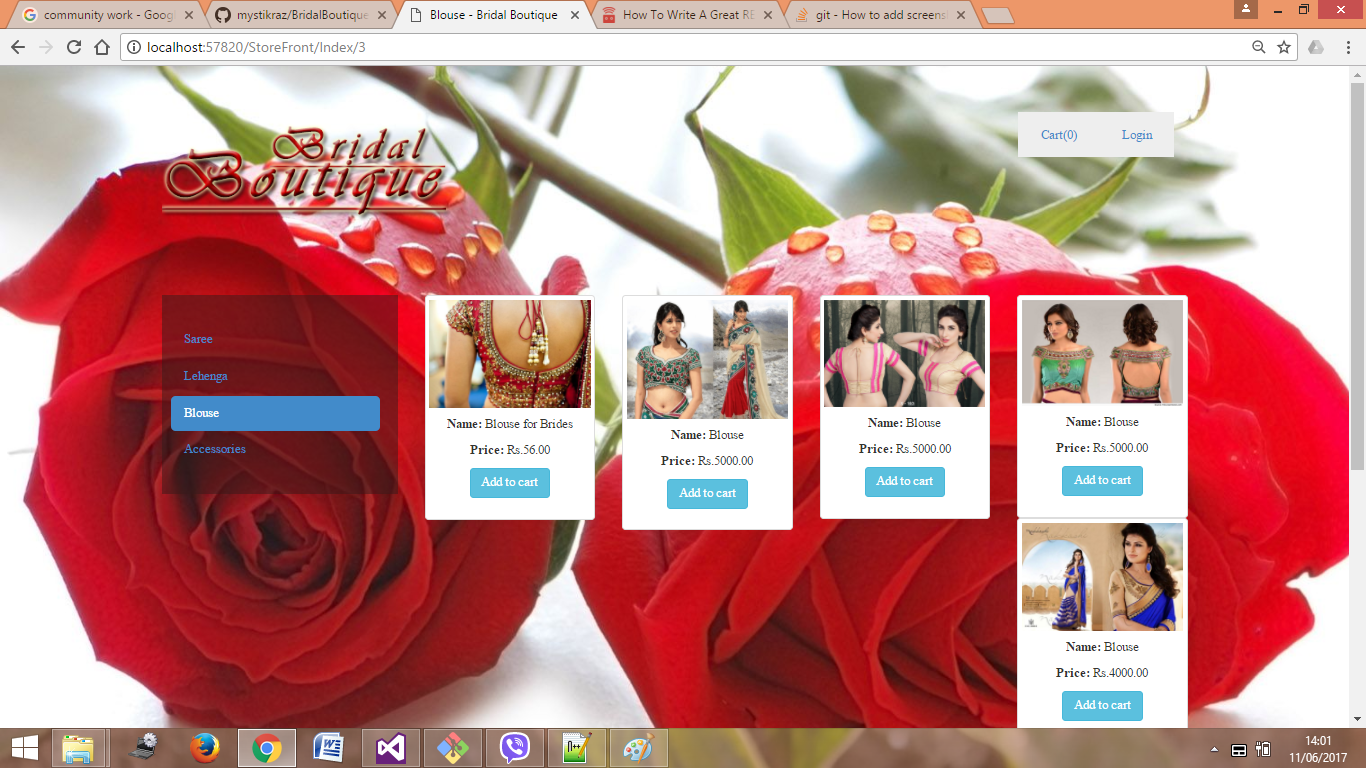 community work - Goog
mystikraz/BridalBoutique
Blouse - Bridal Boutique
How To Write A Great RE
git - How to add screensh
localhost:57820/StoreFront/Index/3
Bridal
Boutique
Cart(0)
Login
Saree
Lehenga
Blouse
Accessories
Name: Blouse for Brides
Price: Rs.56.00
Add to cart
Name: Blouse
Price: Rs.5000.00
Add to cart
Name: Blouse
Price: Rs.5000.00
Add to cart
Name: Blouse
Price: Rs.5000.00
Add to cart
Name: Blouse
Price: Rs.4000.00
Add to cart
14:01
11/06/2017